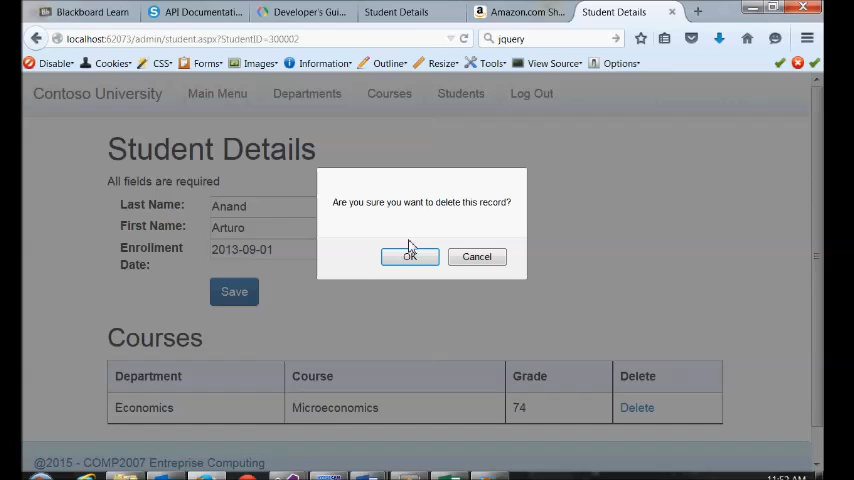 Blackboard Learn
API Documentati...
Developer's Gui...
Student Details
Amazon.com Sh...
Student Details
localhost:62073/admin/student.aspx?StudentID=300002
jquery
Disable
Cookies
CSS
Forms
Images
Information
Outline
Resize
Tools
View Source
Options
Contoso University
Main Menu
Departments
Courses
Students
Log Out
Student Details
All fields are required
Last Name:
Anand
First Name:
Arturo
Enrollment Date:
2013-09-01
Save
Are you sure you want to delete this record?
OK
Cancel
Courses
Department Course Grade Delete
Economics Microeconomics 74 Delete
@2015 - COMP2007 Entreprise Computing